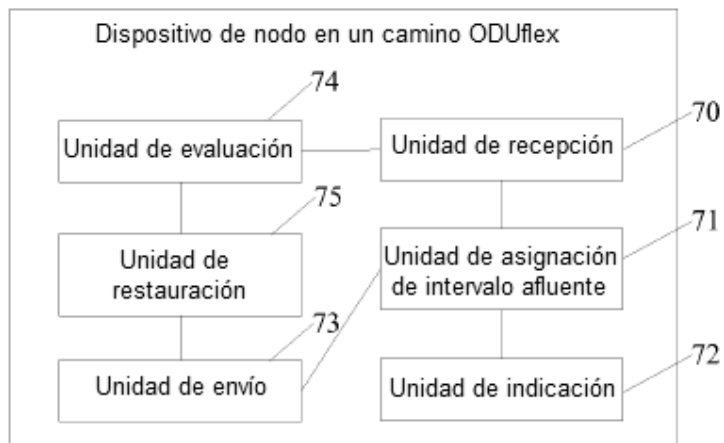 Dispositivo de nodo en un camino ODUflex
74
70
Unidad de evaluación
Unidad de recepción
75
71
Unidad de
restauración
Unidad de asignación
de intervalo afluente
73
72
Unidad de envío
Unidad de indicación